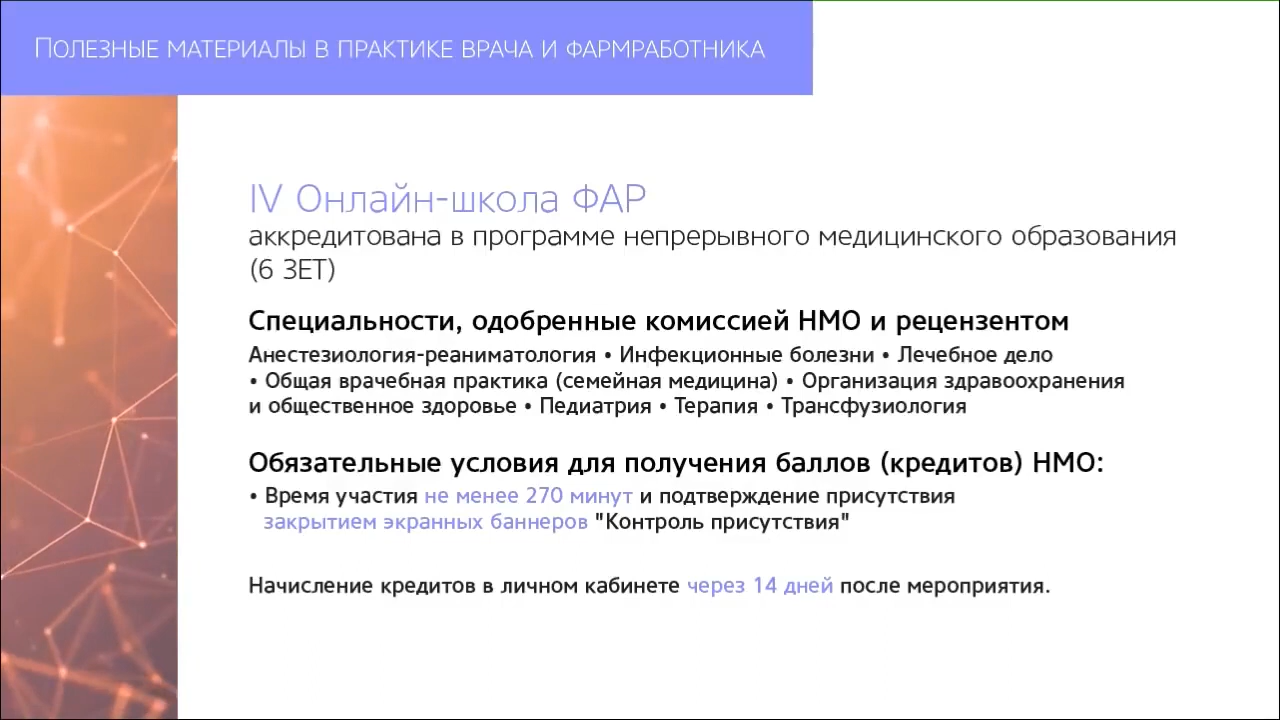 Полезные материалы в практике врача и фармработника
IV Онлайн-школа ФАР
аккредитована в программе непрерывного медицинского образования
(6 ЗЕТ)
Специальности, одобренные комиссией НМО и рецензентом
Анестезиология-реаниматология • Инфекционные болезни • Лечебное дело
• Общая врачебная практика (семейная медицина) • Организация здравоохранения
и общественное здоровье • Педиатрия • Терапия • Трансфузиология
Обязательные условия для получения баллов (кредитов) НМО:
• Время участия не менее 270 минут и подтверждение присутствия
закрытием экранных баннеров "Контроль присутствия"
Начисление кредитов в личном кабинете через 14 дней после мероприятия.